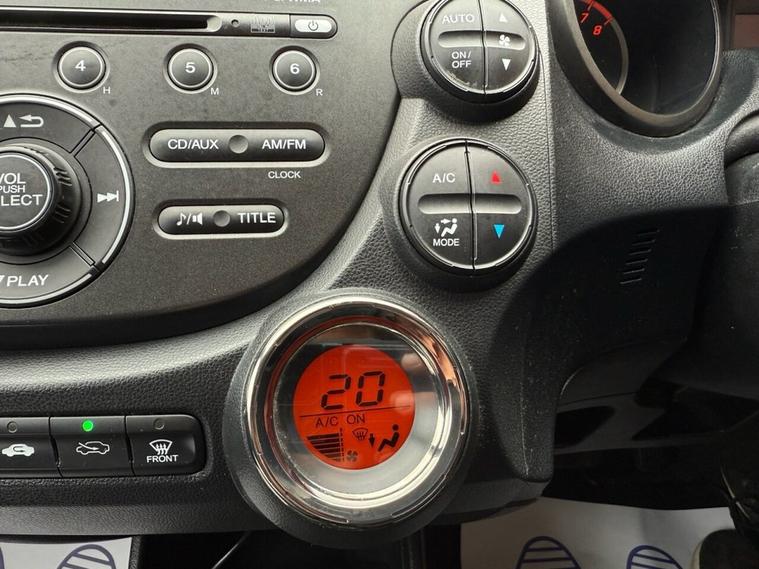 AUTO
ON/
OFF
7
8
4 H
5 M
6 R
CD/AUX AM/FM
CLOCK
TITLE
VOL
PUSH
SELECT
PLAY
A/C
MODE
20
A/C ON
FRONT